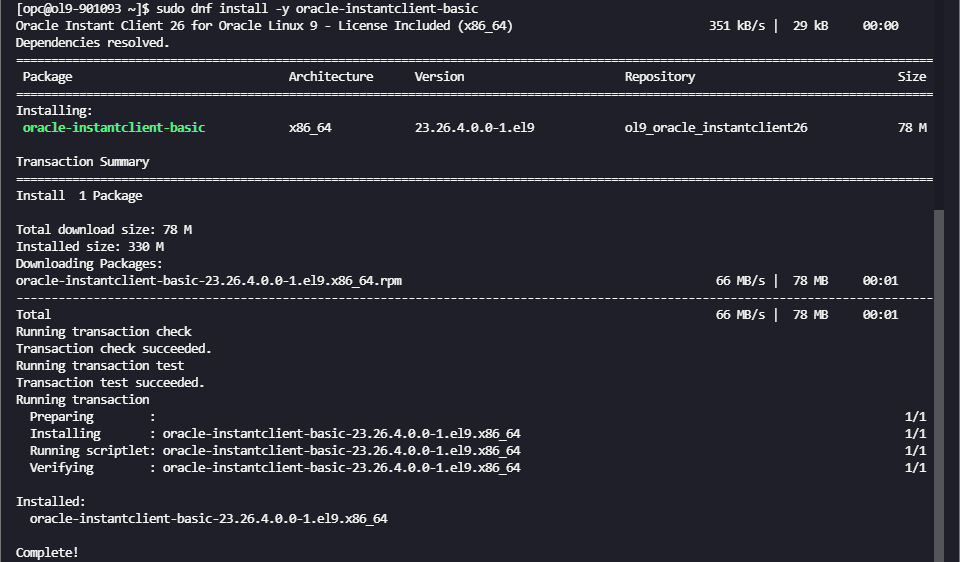 [opc@ol9-901093 ~]$ sudo dnf install -y oracle-instantclient-basic
Oracle Instant Client 26 for Oracle Linux 9 - License Included (x86_64) 351 kB/s | 29 kB 00:00
Dependencies resolved.
================================================================================
Package Architecture Version Repository Size
================================================================================
Installing:
oracle-instantclient-basic x86_64 23.26.4.0.0-1.el9 ol9_oracle_instantclient26 78 M
Transaction Summary
================================================================================
Install 1 Package
Total download size: 78 M
Installed size: 330 M
Downloading Packages:
oracle-instantclient-basic-23.26.4.0.0-1.el9.x86_64.rpm 66 MB/s | 78 MB 00:01
--------------------------------------------------------------------------------
Total 66 MB/s | 78 MB 00:01
Running transaction check
Transaction check succeeded.
Running transaction test
Transaction test succeeded.
Running transaction
Preparing : 1/1
Installing : oracle-instantclient-basic-23.26.4.0.0-1.el9.x86_64 1/1
Running scriptlet: oracle-instantclient-basic-23.26.4.0.0-1.el9.x86_64 1/1
Verifying : oracle-instantclient-basic-23.26.4.0.0-1.el9.x86_64 1/1
Installed:
oracle-instantclient-basic-23.26.4.0.0-1.el9.x86_64
Complete!